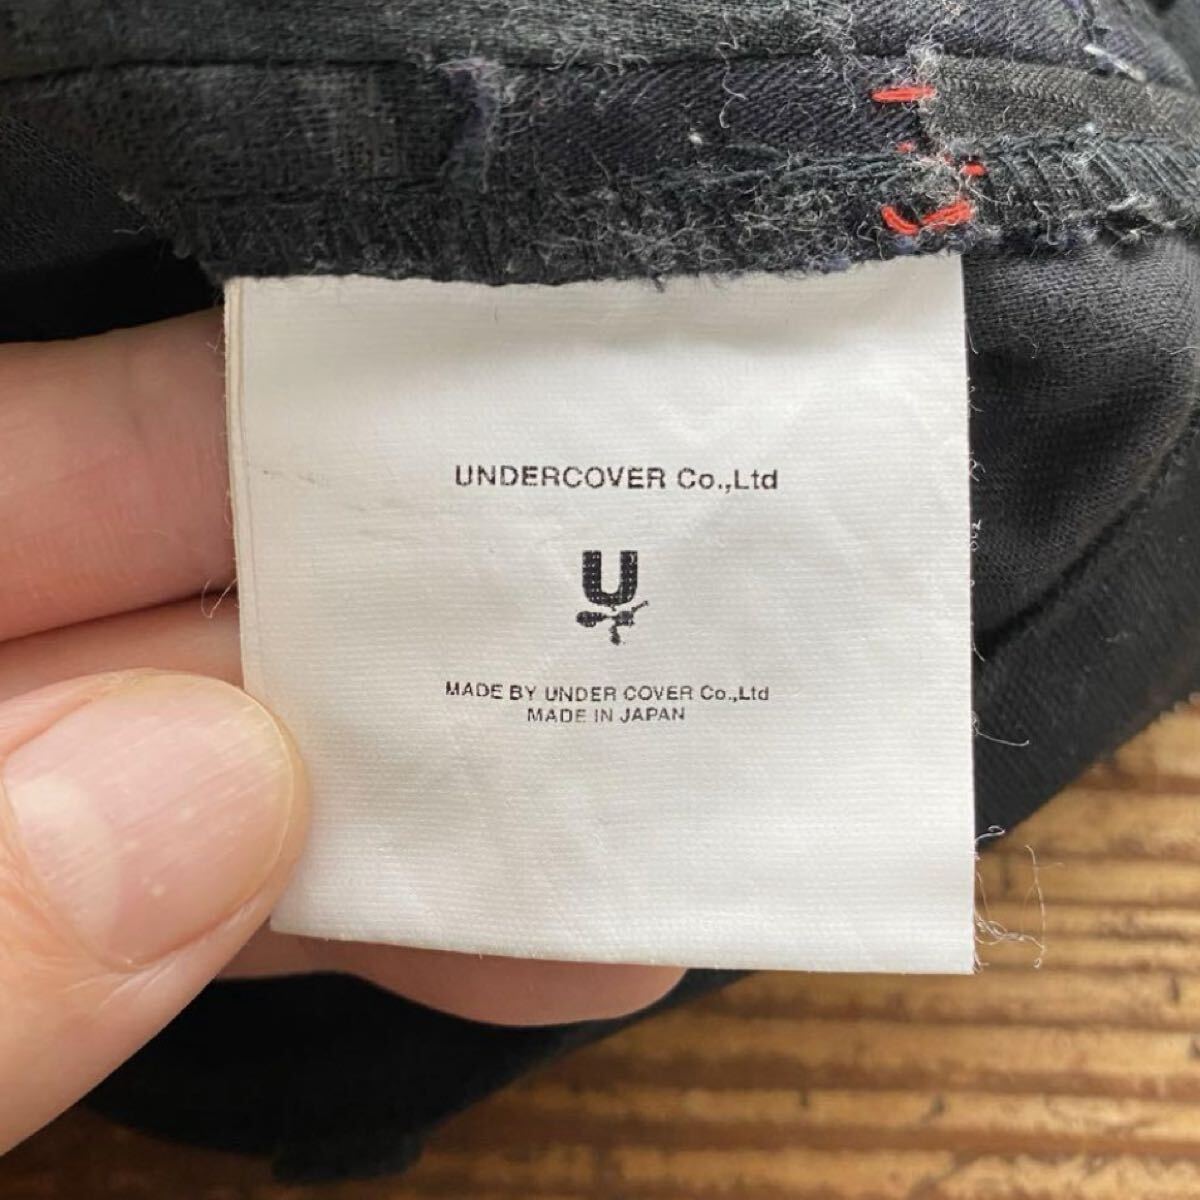 UNDERCOVER Co.,Ltd
U
MADE BY UNDER COVER Co.,Ltd
MADE IN JAPAN